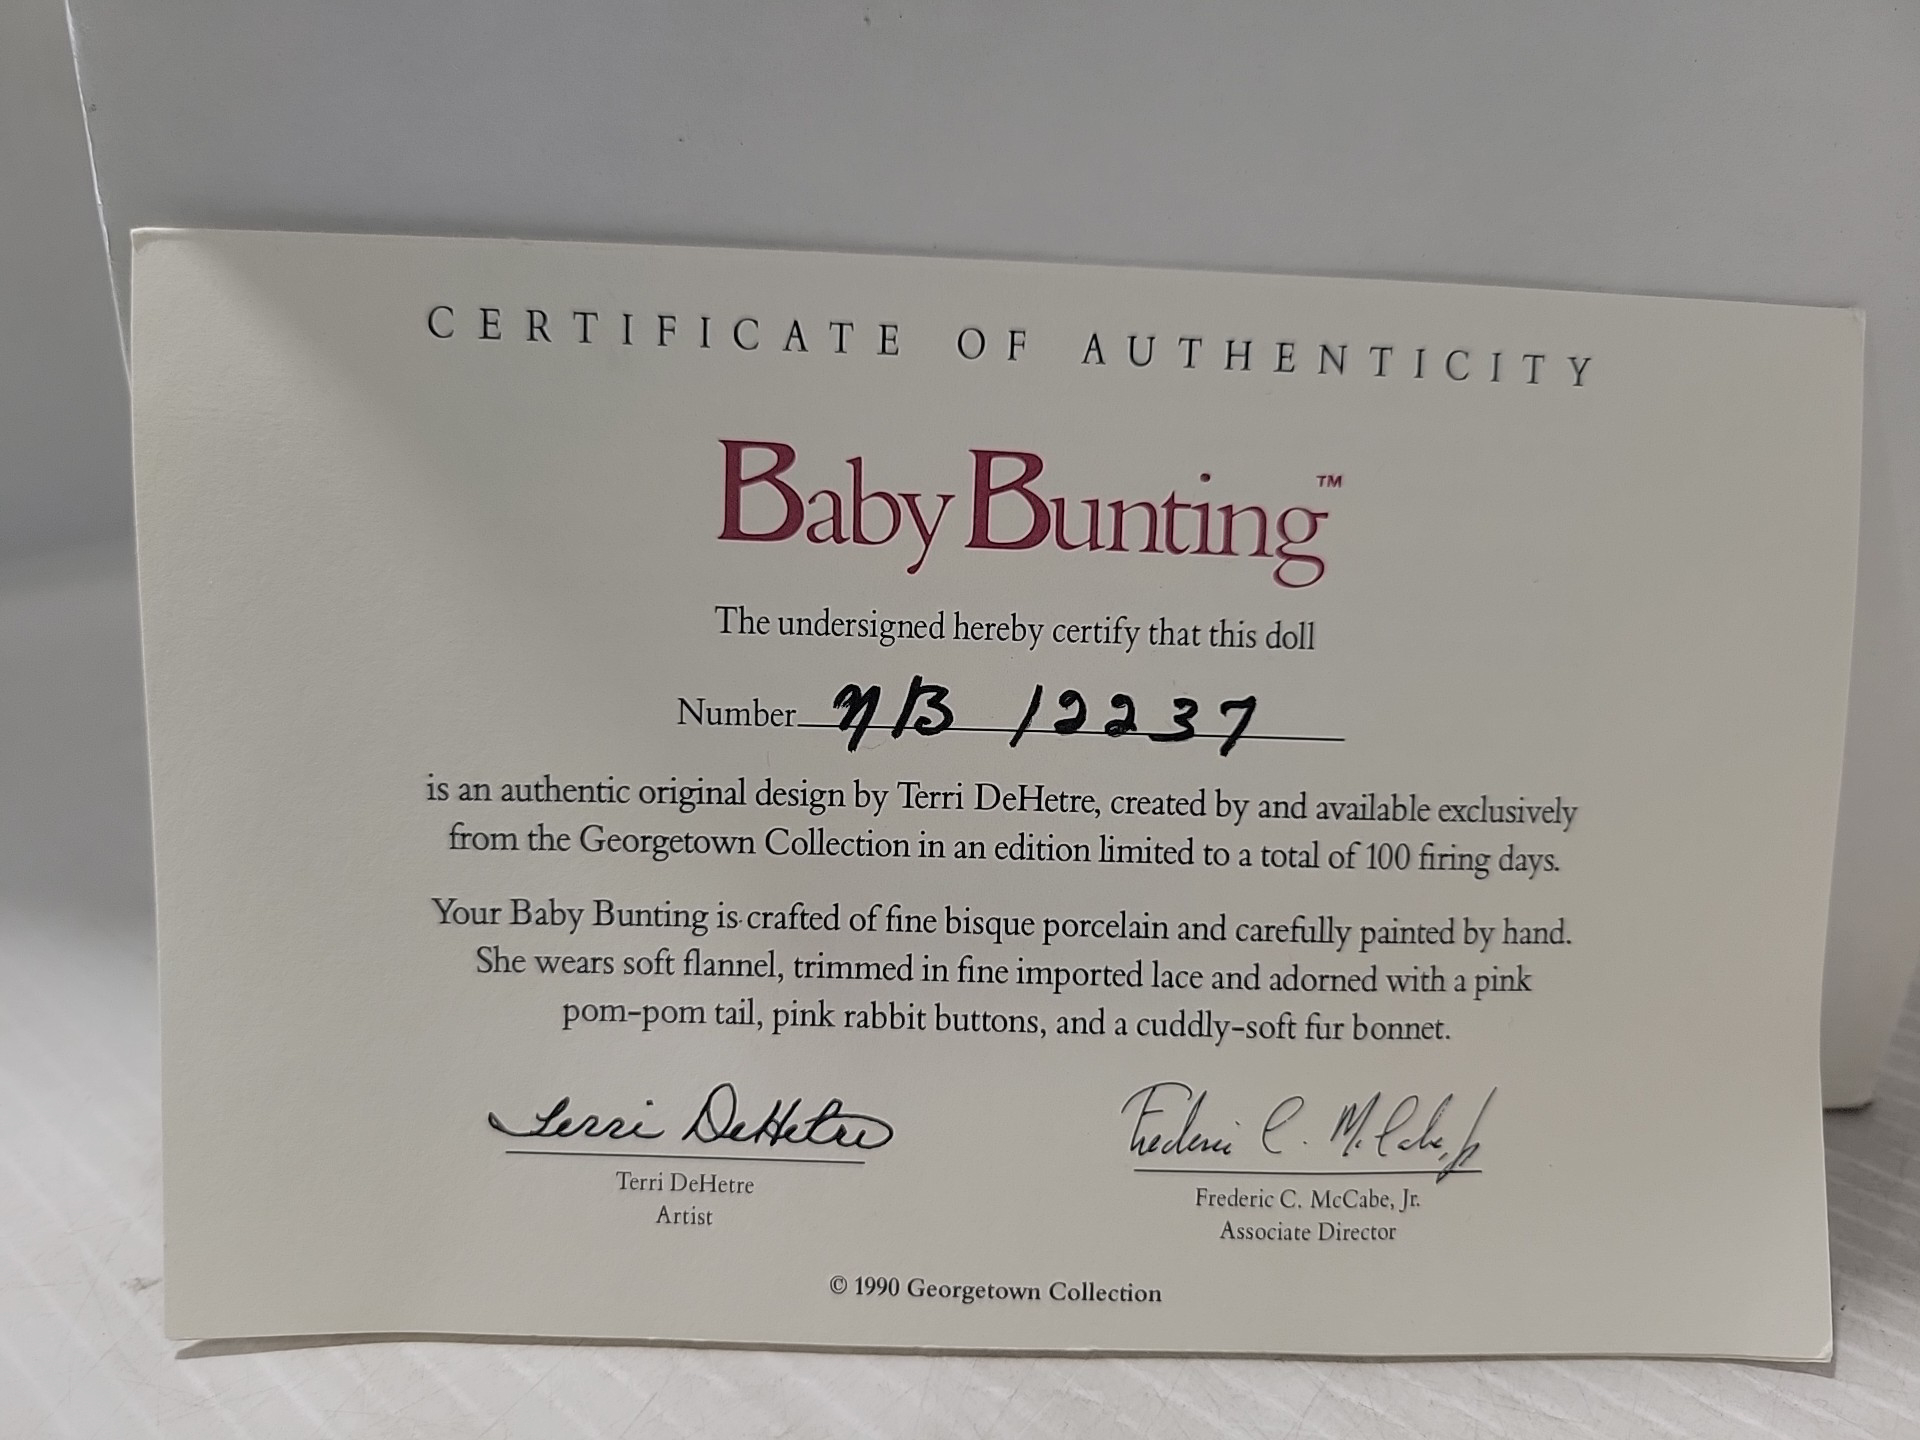 CERTIFICATE OF AUTHENTICITY
Baby Bunting™
The undersigned hereby certify that this doll
Number NB 12237
is an authentic original design by Terri DeHetre, created by and available exclusively
from the Georgetown Collection in an edition limited to a total of 100 firing days.
Your Baby Bunting is crafted of fine bisque porcelain and carefully painted by hand.
She wears soft flannel, trimmed in fine imported lace and adorned with a pink
pom-pom tail, pink rabbit buttons, and a cuddly-soft fur bonnet.
Terri DeHetre
Terri DeHetre
Artist
Frederic C. McCabe, Jr
Frederic C. McCabe, Jr.
Associate Director
© 1990 Georgetown Collection